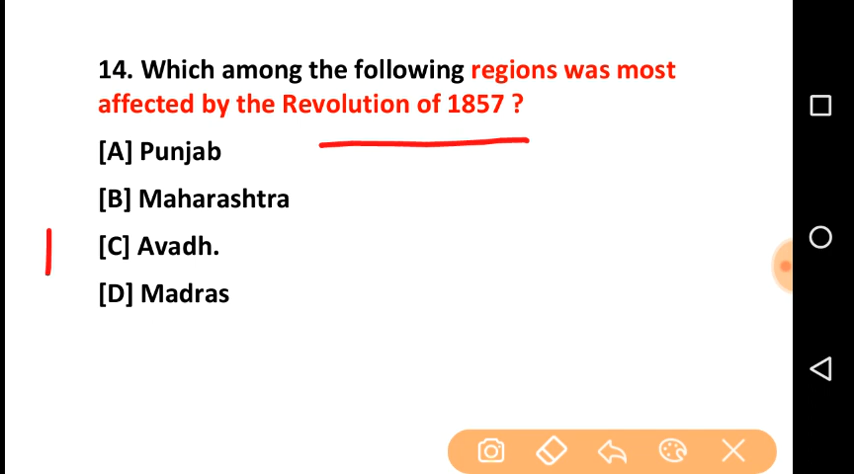 14. Which among the following regions was most
affected by the Revolution of 1857 ?
[A] Punjab
[B] Maharashtra
[C] Avadh.
[D] Madras